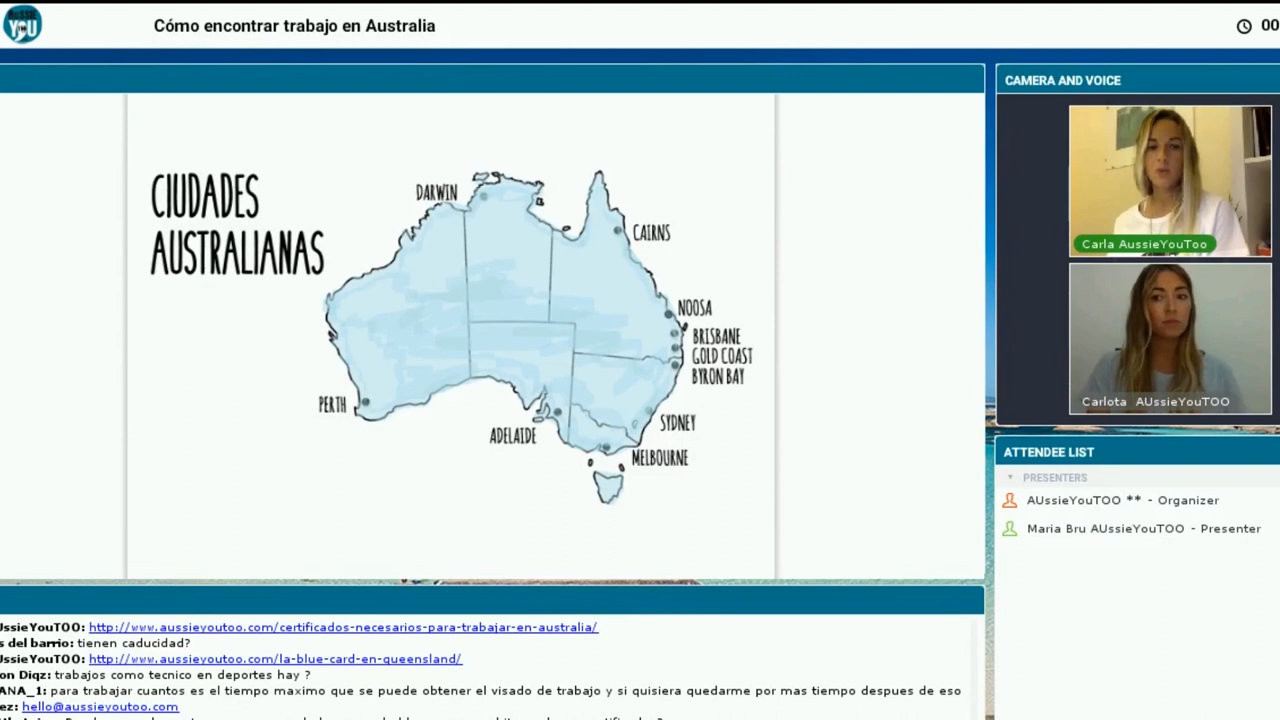 AUSSIE
YOU
TOO
Cómo encontrar trabajo en Australia
00
CAMERA AND VOICE
CIUDADES
AUSTRALIANAS
DARWIN
CAIRNS
NOOSA
BRISBANE
GOLD COAST
BYRON BAY
PERTH
ADELAIDE
SYDNEY
MELBOURNE
Carla AussieYouToo
Carlota AUssieYouTOO
ATTENDEE LIST
PRESENTERS
AUssieYouTOO ** - Organizer
Maria Bru AUssieYouTOO - Presenter
UssieYouTOO: http://www.aussieyoutoo.com/certificados-necesarios-para-trabajar-en-australia/
s del barrio: tienen caducidad?
UssieYouTOO: http://www.aussieyoutoo.com/la-blue-card-en-queensland/
on Diqz: trabajos como tecnico en deportes hay ?
ANA_1: para trabajar cuantos es el tiempo maximo que se puede obtener el visado de trabajo y si quisiera quedarme por mas tiempo despues de eso
ez: hello@aussieyoutoo.com